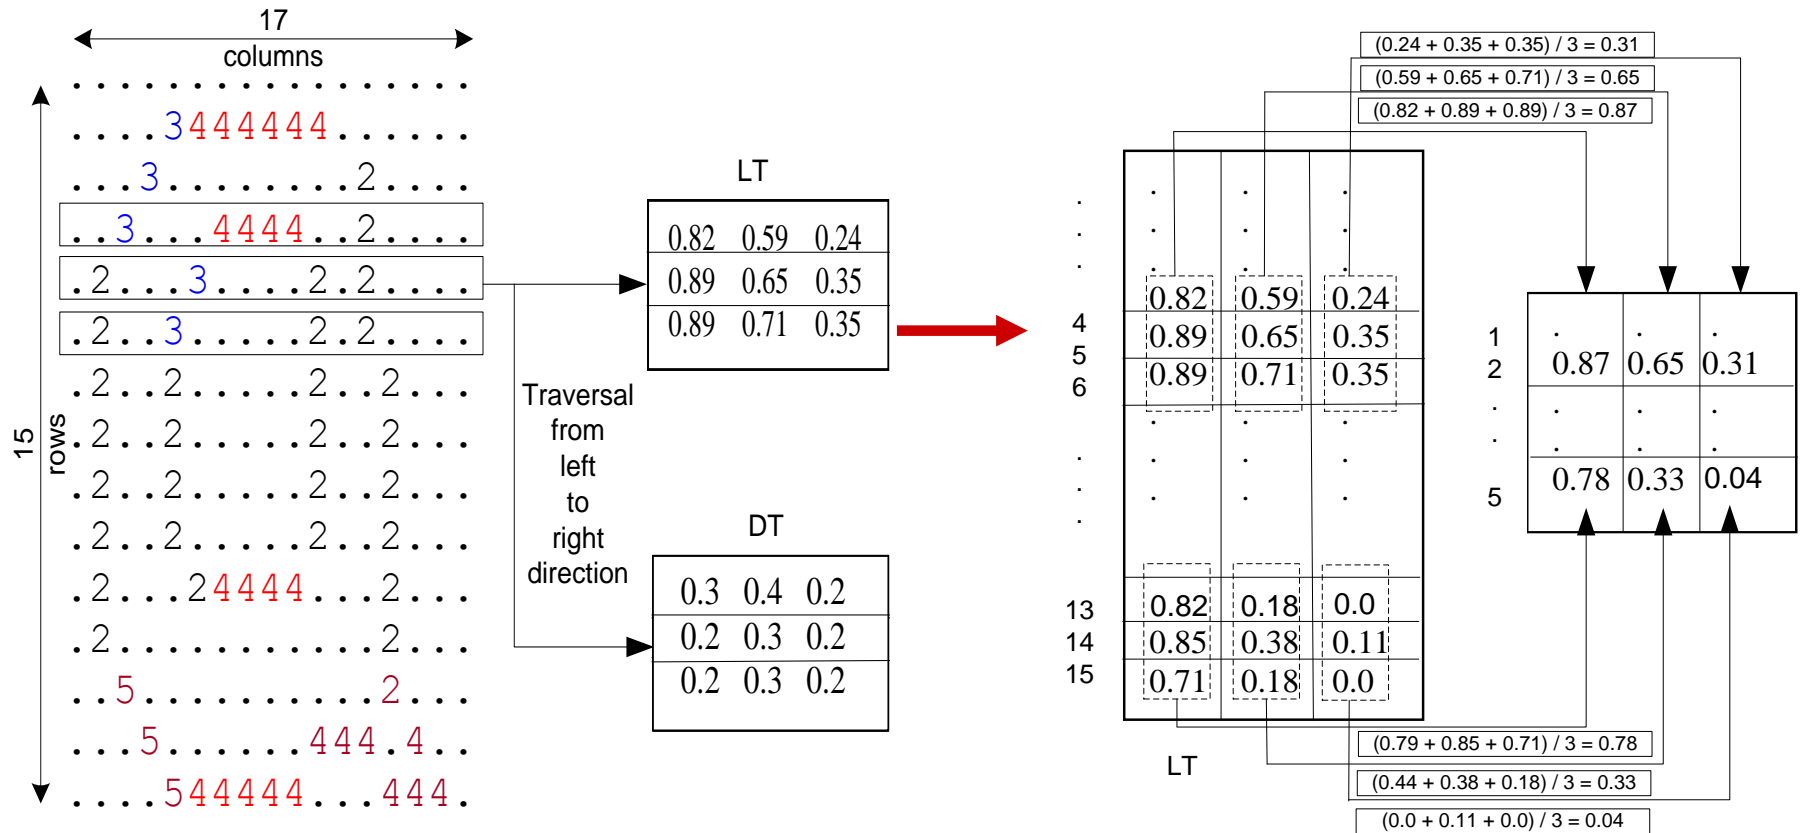 17
columns
15
rows
.................
....3444444......
...3........2....
..3...4444..2....
.2...3....2.2....
.2..3.....2.2....
.2..2.....2..2...
.2..2.....2..2...
.2..2.....2..2...
.2..2.....2..2...
.2...24444...2...
.2...........2...
..5..........2...
...5......444.4..
....544444...444.
Traversal
from
left
to
right
direction
LT
0.82 0.59 0.24
0.89 0.65 0.35
0.89 0.71 0.35
DT
0.3 0.4 0.2
0.2 0.3 0.2
0.2 0.3 0.2
(0.24 + 0.35 + 0.35) / 3 = 0.31
(0.59 + 0.65 + 0.71) / 3 = 0.65
(0.82 + 0.89 + 0.89) / 3 = 0.87
. . . .
. . . .
. . . .
0.82 0.59 0.24
4 0.89 0.65 0.35
5
6 0.89 0.71 0.35
. . .
. . . .
. . . .
.
13 0.82 0.18 0.0
14 0.85 0.38 0.11
15 0.71 0.18 0.0
LT
1 . . .
2 0.87 0.65 0.31
. . . .
. . . .
5 0.78 0.33 0.04
(0.79 + 0.85 + 0.71) / 3 = 0.78
(0.44 + 0.38 + 0.18) / 3 = 0.33
(0.0 + 0.11 + 0.0) / 3 = 0.04